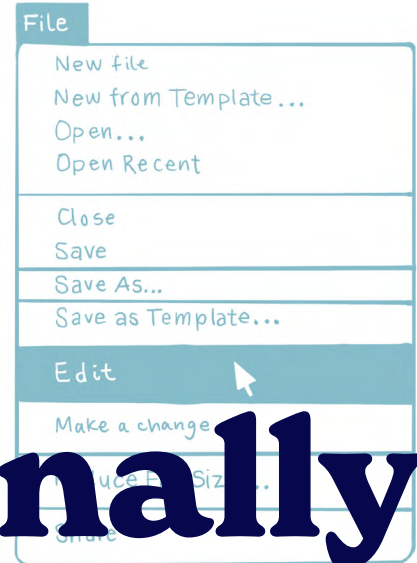 File
New file
New from Template...
Open...
Open Recent
Close
Save
Save As...
Save as Template...
Edit
Make a change
nally
Share